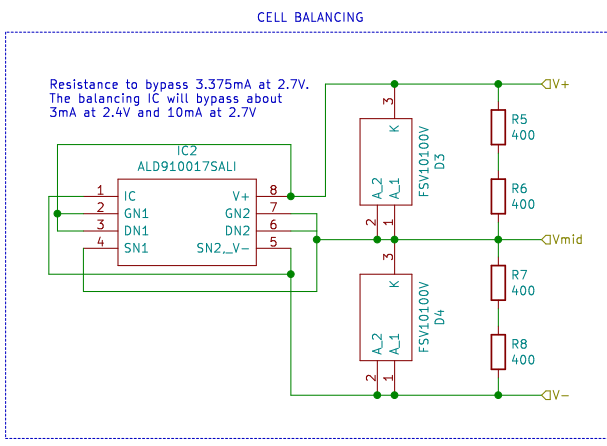 CELL BALANCING
Resistance to bypass 3.375mA at 2.7V.
The balancing IC will bypass about
3mA at 2.4V and 10mA at 2.7V
IC2
ALD910017SALI
1 IC V+ 8
2 GN1 GN2 7
3 DN1 DN2 6
4 SN1 SN2,_V- 5
3
K
A_2
A_1
2
1
FSV10100V
D3
3
K
A_2
A_1
2
1
FSV10100V
D4
V+
R5
400
R6
400
Vmid
R7
400
R8
400
V-